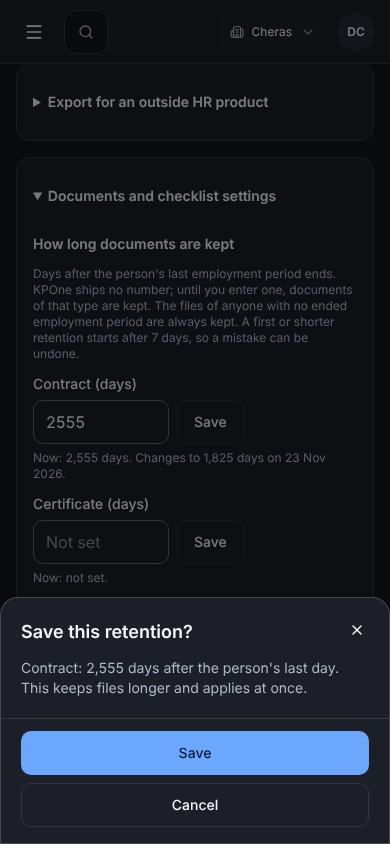 Cheras
DC
Export for an outside HR product
Documents and checklist settings
How long documents are kept
Days after the person's last employment period ends.
KPOne ships no number; until you enter one, documents
of that type are kept. The files of anyone with no ended
employment period are always kept. A first or shorter
retention starts after 7 days, so a mistake can be
undone.
Contract (days)
2555
Save
Now: 2,555 days. Changes to 1,825 days on 23 Nov
2026.
Certificate (days)
Not set
Save
Now: not set.
Save this retention?
Contract: 2,555 days after the person's last day.
This keeps files longer and applies at once.
Save
Cancel